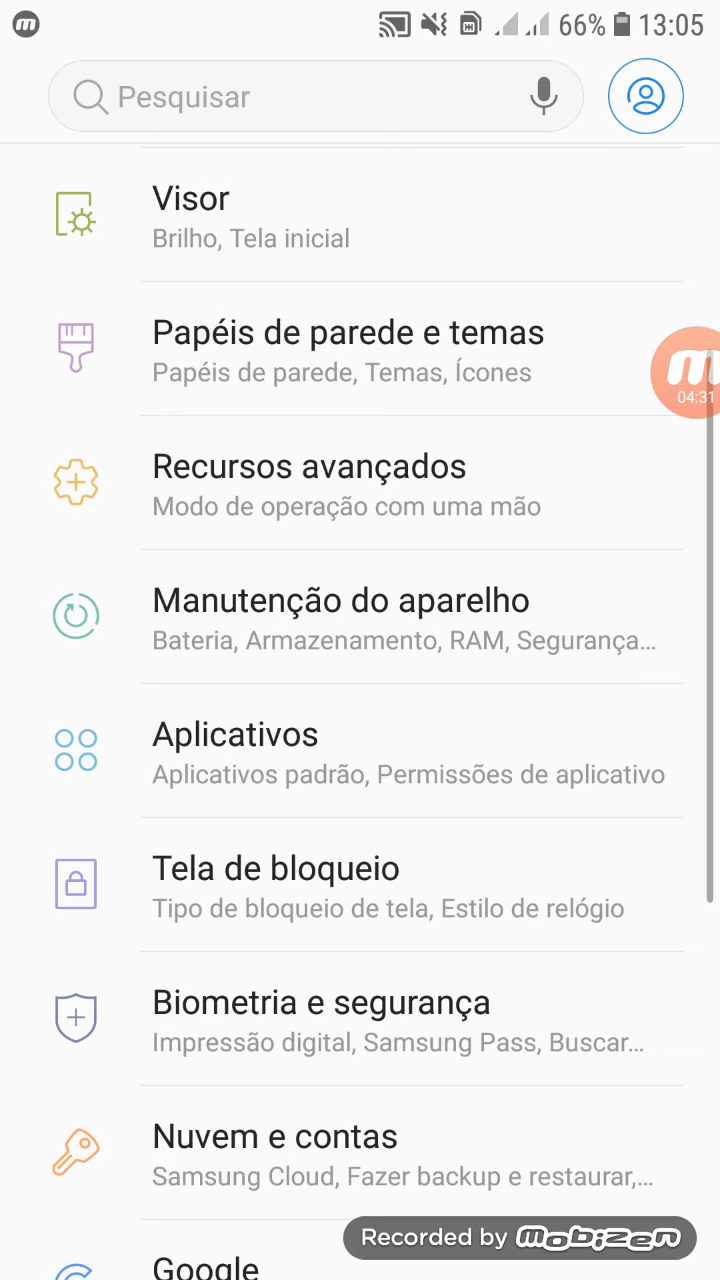 m 66% 13:05
Pesquisar
Visor
Brilho, Tela inicial
Papéis de parede e temas
Papéis de parede, Temas, Ícones
m
04:31
Recursos avançados
Modo de operação com uma mão
Manutenção do aparelho
Bateria, Armazenamento, RAM, Segurança...
Aplicativos
Aplicativos padrão, Permissões de aplicativo
Tela de bloqueio
Tipo de bloqueio de tela, Estilo de relógio
Biometria e segurança
Impressão digital, Samsung Pass, Buscar...
Nuvem e contas
Samsung Cloud, Fazer backup e restaurar,...
Recorded by mobizen
Google